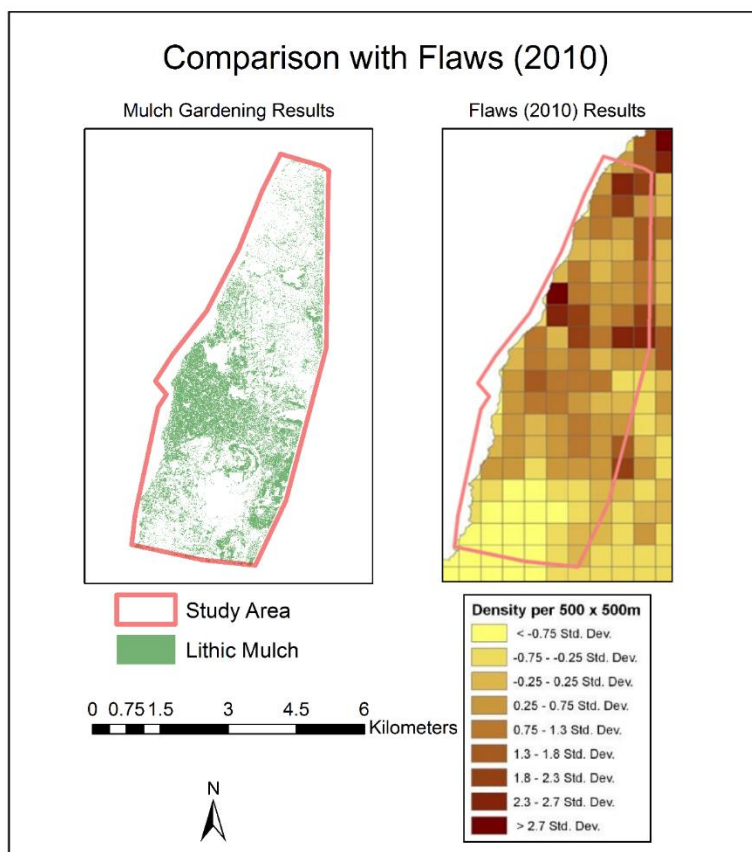 Comparison with Flaws (2010)
Mulch Gardening Results
Flaws (2010) Results
Study Area
Lithic Mulch
0 0.75 1.5 3 4.5 6
Kilometers
N
Density per 500 x 500m
< -0.75 Std. Dev.
-0.75 - -0.25 Std. Dev.
-0.25 - 0.25 Std. Dev.
0.25 - 0.75 Std. Dev.
0.75 - 1.3 Std. Dev.
1.3 - 1.8 Std. Dev.
1.8 - 2.3 Std. Dev.
2.3 - 2.7 Std. Dev.
> 2.7 Std. Dev.